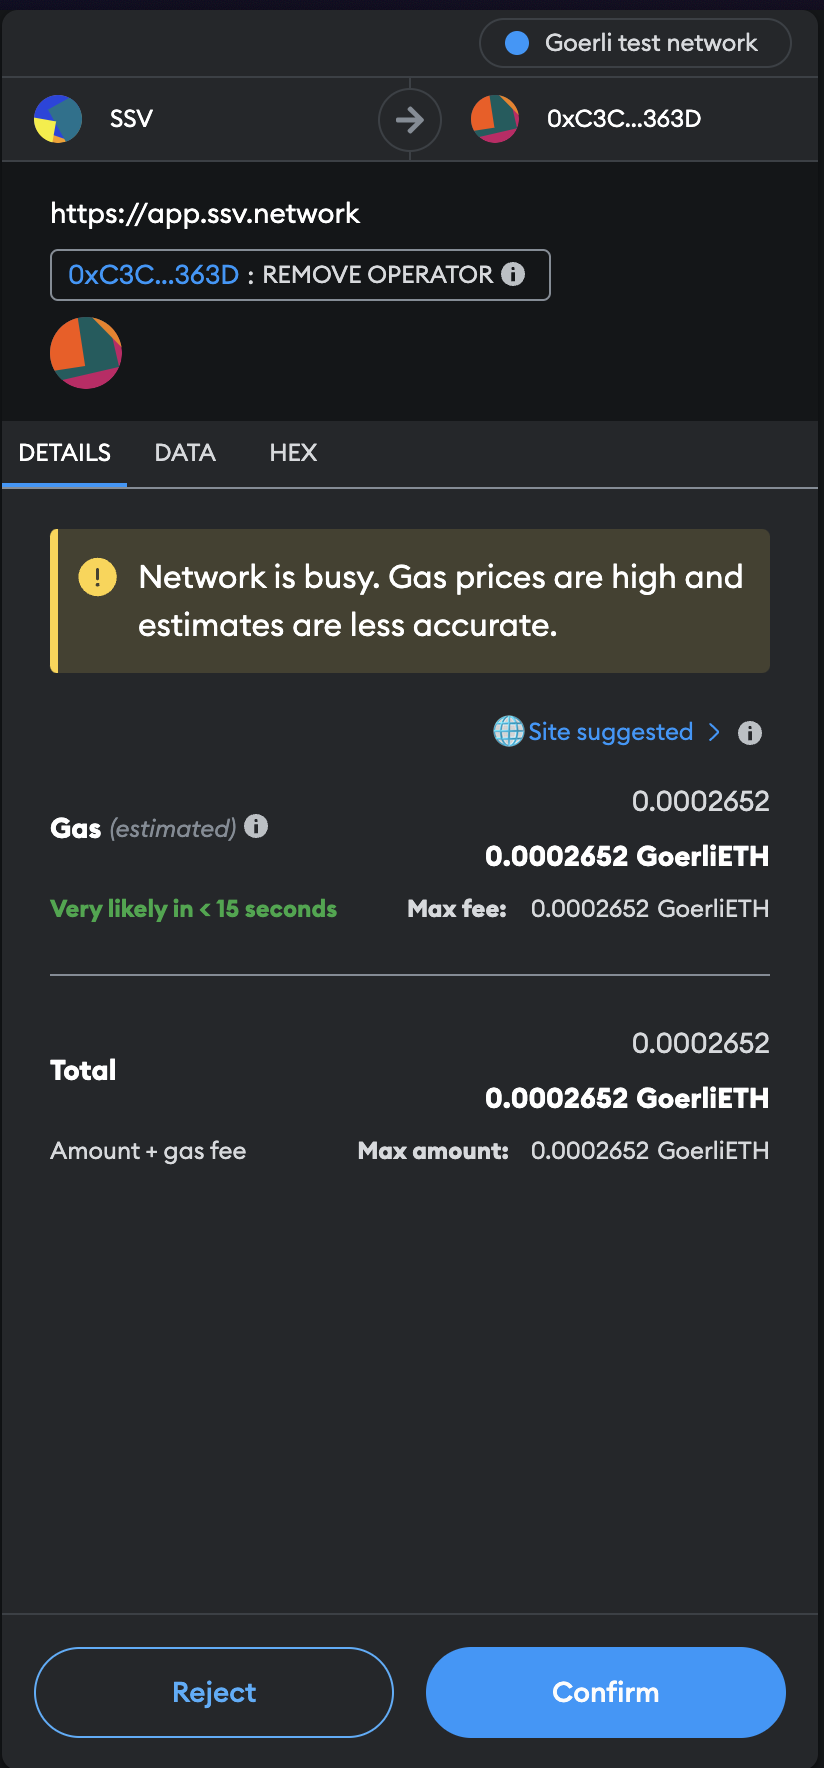 Goerli test network
SSV
0xC3C...363D
https://app.ssv.network
0xC3C...363D : REMOVE OPERATOR
DETAILS DATA HEX
Network is busy. Gas prices are high and
estimates are less accurate.
Site suggested >
0.0002652
Gas (estimated)
0.0002652 GoerliETH
Very likely in < 15 seconds Max fee: 0.0002652 GoerliETH
0.0002652
Total
0.0002652 GoerliETH
Amount + gas fee Max amount: 0.0002652 GoerliETH
Reject Confirm